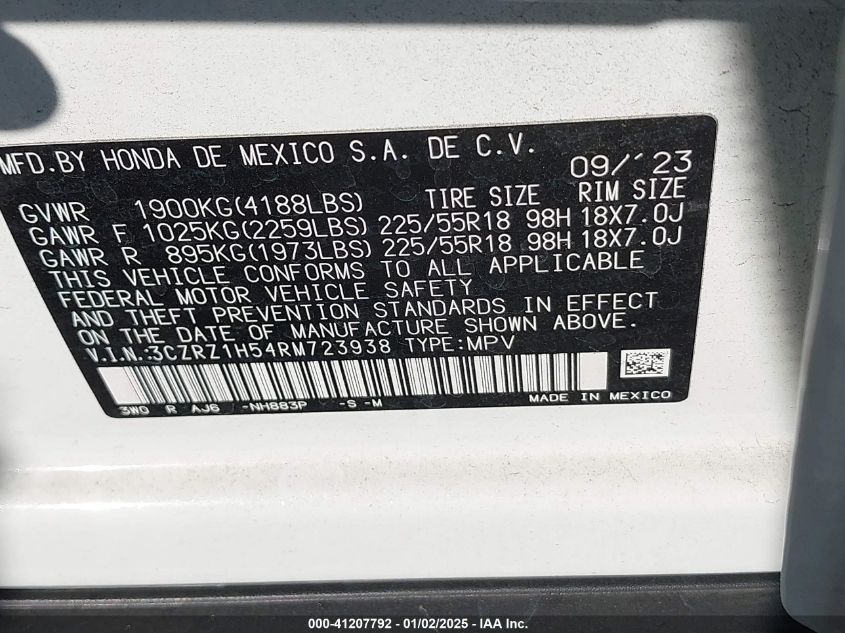 MFD.BY HONDA DE MEXICO S.A. DE C.V. 09/'23
GVWR 1900KG(4188LBS) TIRE SIZE RIM SIZE
GAWR F 1025KG(2259LBS) 225/55R18 98H 18X7.0J
GAWR R 895KG(1973LBS) 225/55R18 98H 18X7.0J
THIS VEHICLE CONFORMS TO ALL APPLICABLE
FEDERAL MOTOR VEHICLE SAFETY
AND THEFT PREVENTION STANDARDS IN EFFECT
ON THE DATE OF MANUFACTURE SHOWN ABOVE.
V.I.N:3CZRZ1H54RM723938 TYPE:MPV
3W0 R AJ6 -NH883P -S -M MADE IN MEXICO
000-41207792 - 01/02/2025 - IAA Inc.